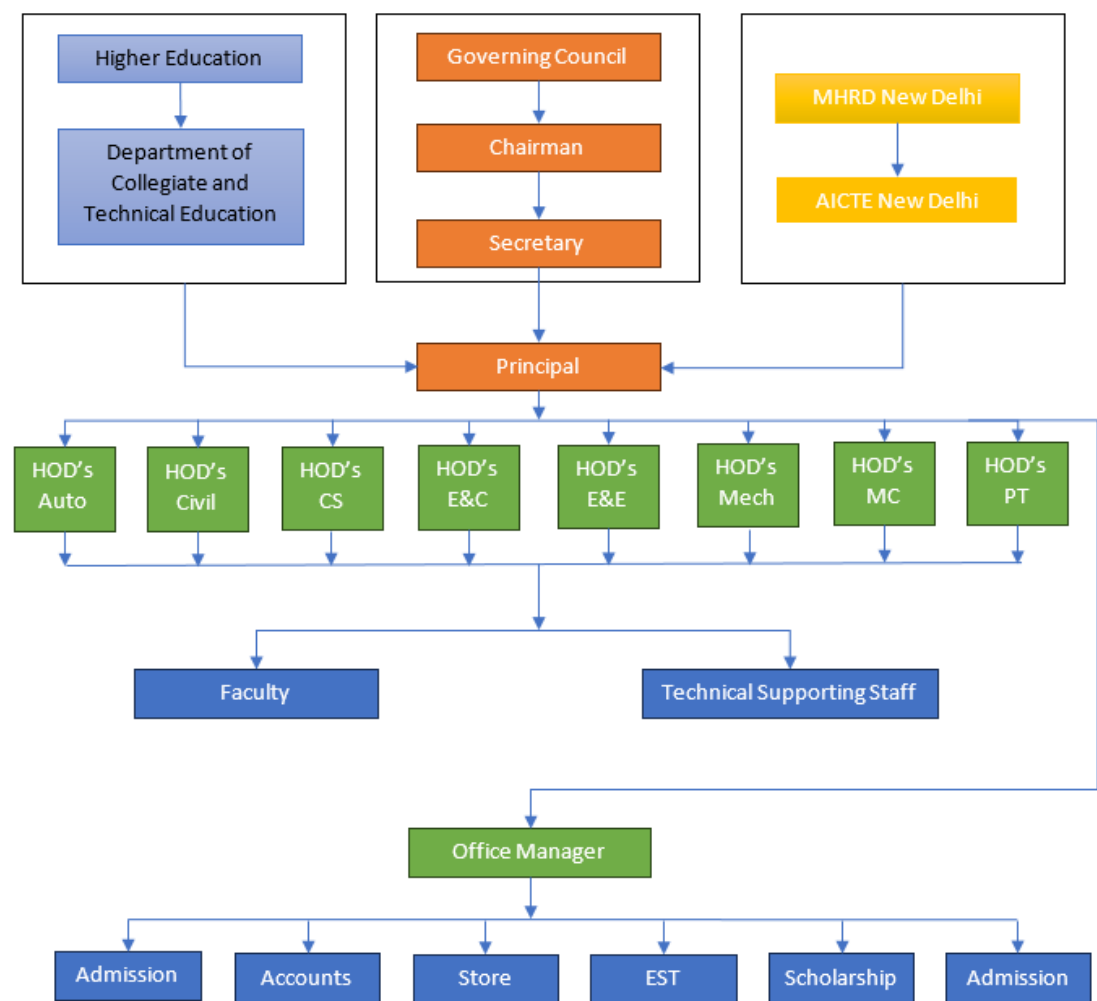 Higher Education
Department of
Collegiate and
Technical Education
Governing Council
Chairman
Secretary
MHRD New Delhi
AICTE New Delhi
Principal
HOD's
Auto
HOD's
Civil
HOD's
CS
HOD's
E&C
HOD's
E&E
HOD's
Mech
HOD's
MC
HOD's
PT
Faculty
Technical Supporting Staff
Office Manager
Admission
Accounts
Store
EST
Scholarship
Admission